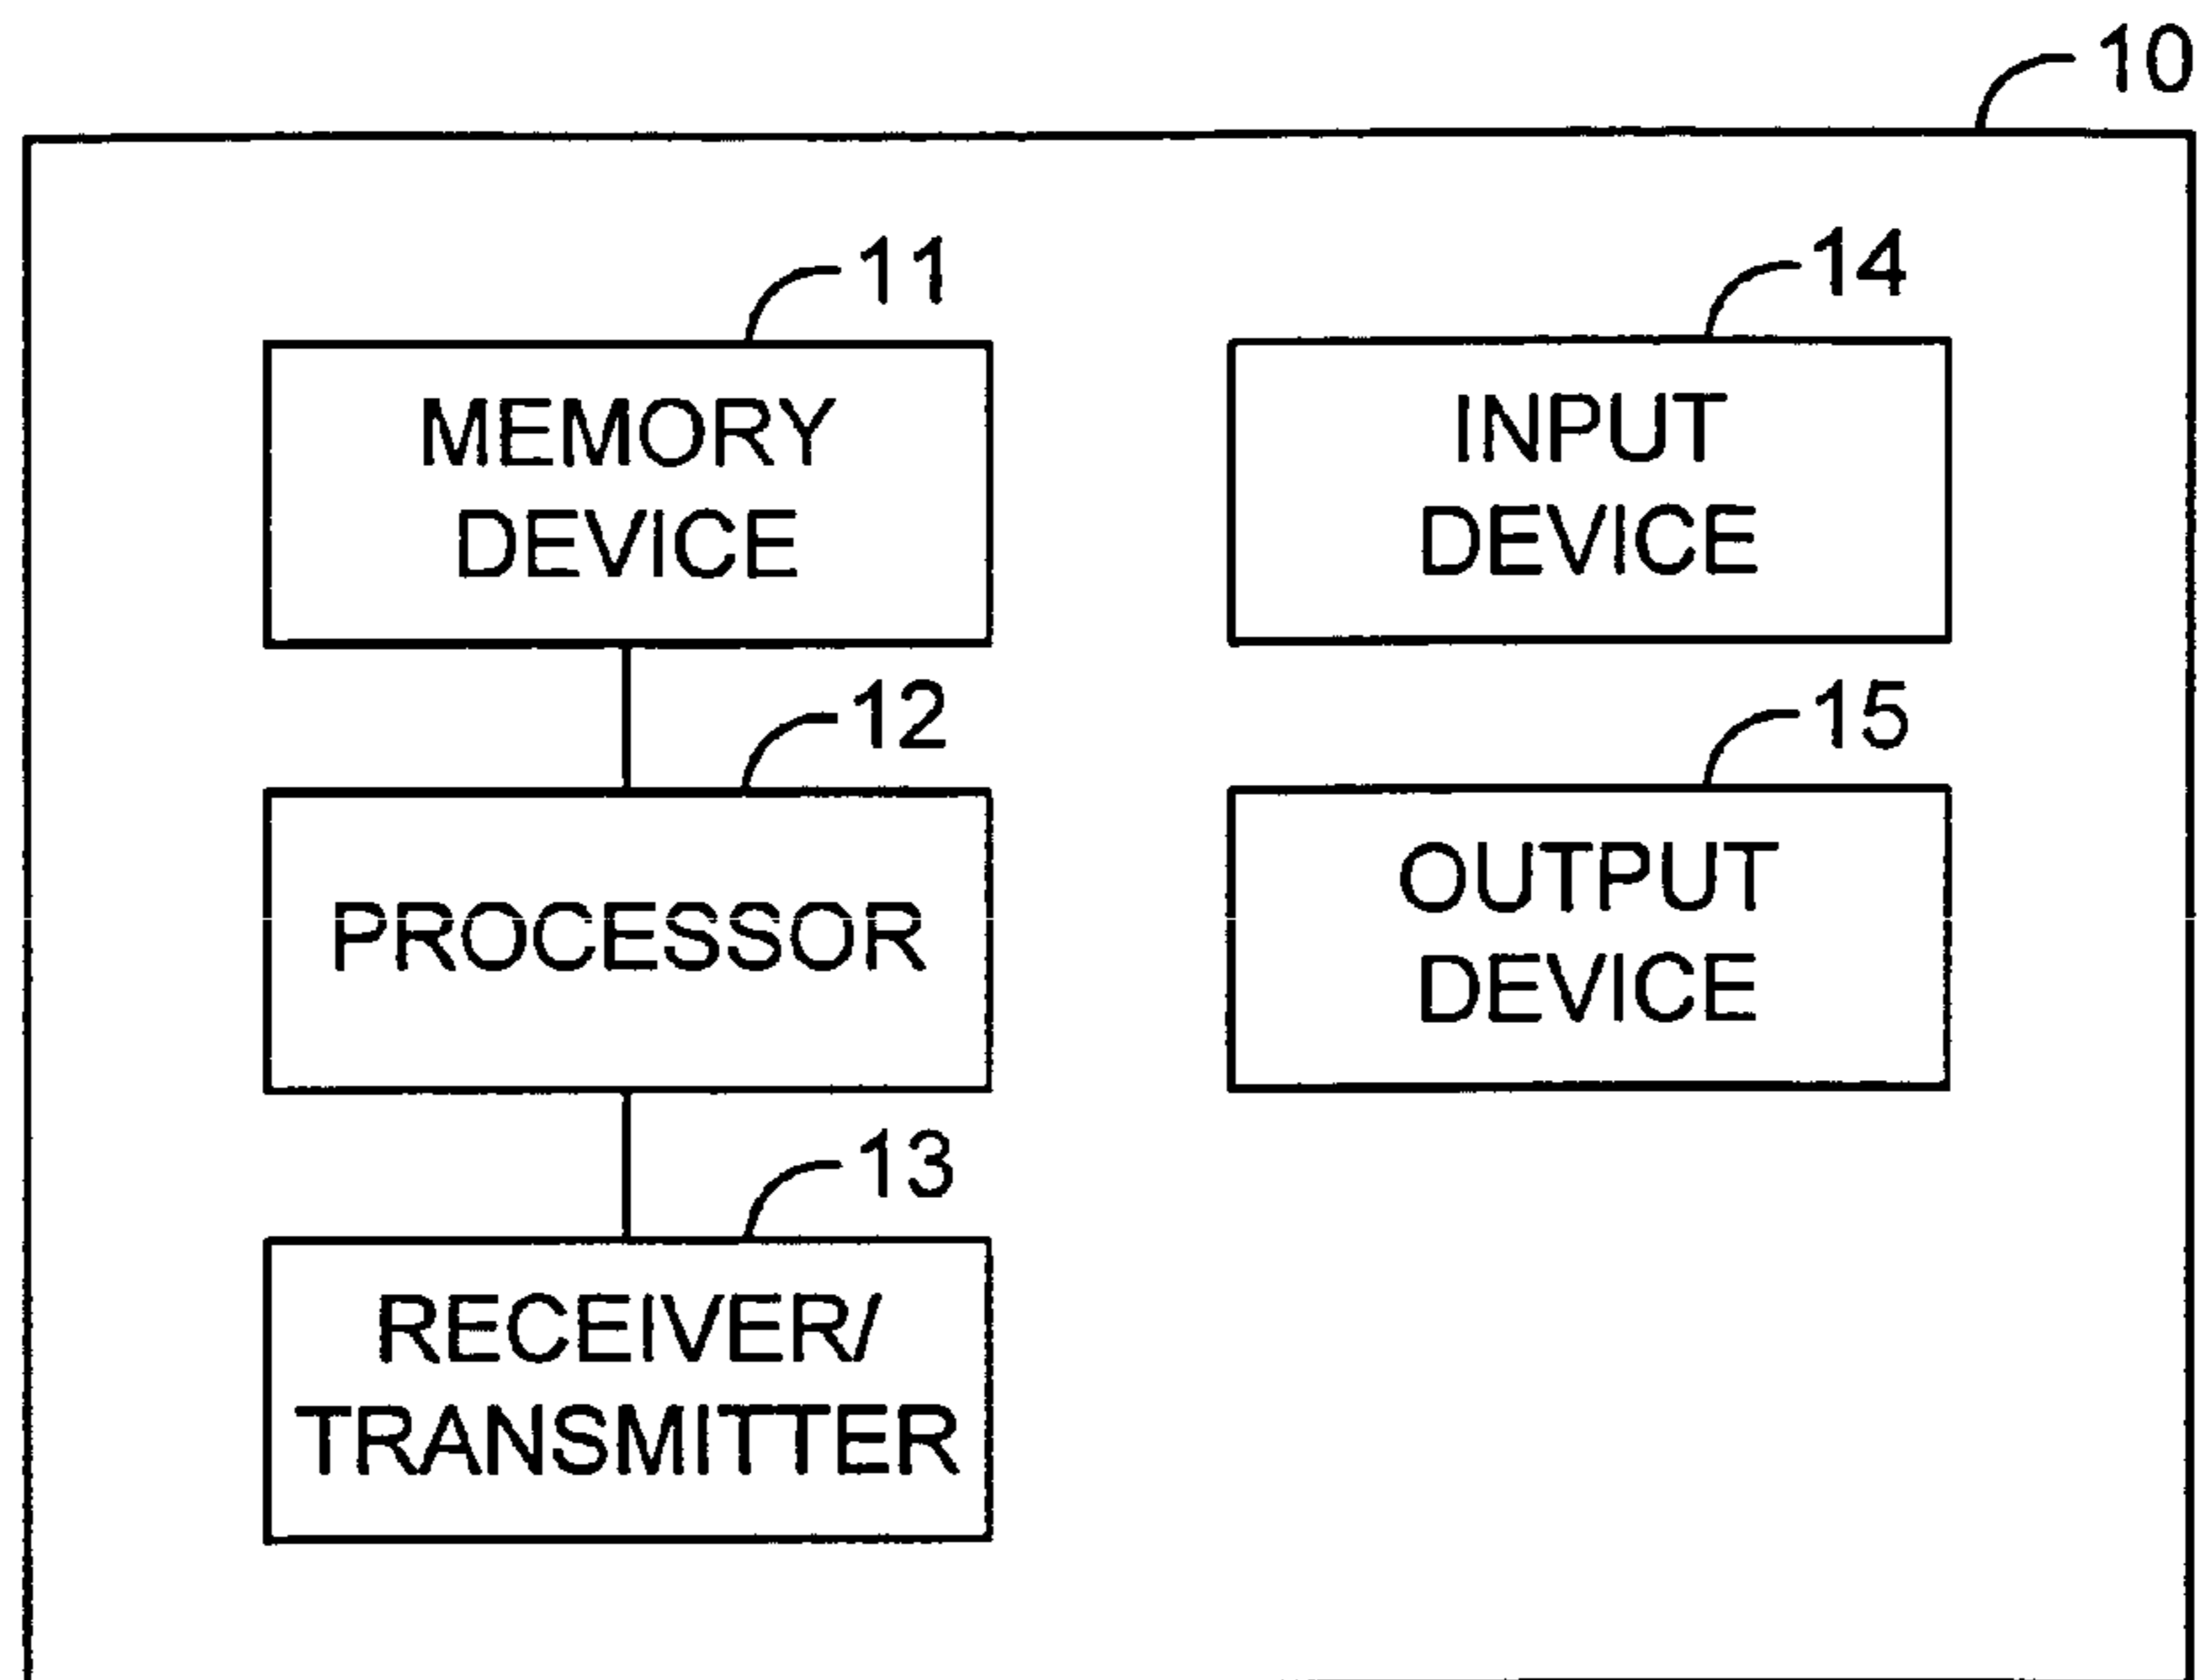 10
11
MEMORY
DEVICE
14
INPUT
DEVICE
12
PROCESSOR
15
OUTPUT
DEVICE
13
RECEIVER/
TRANSMITTER